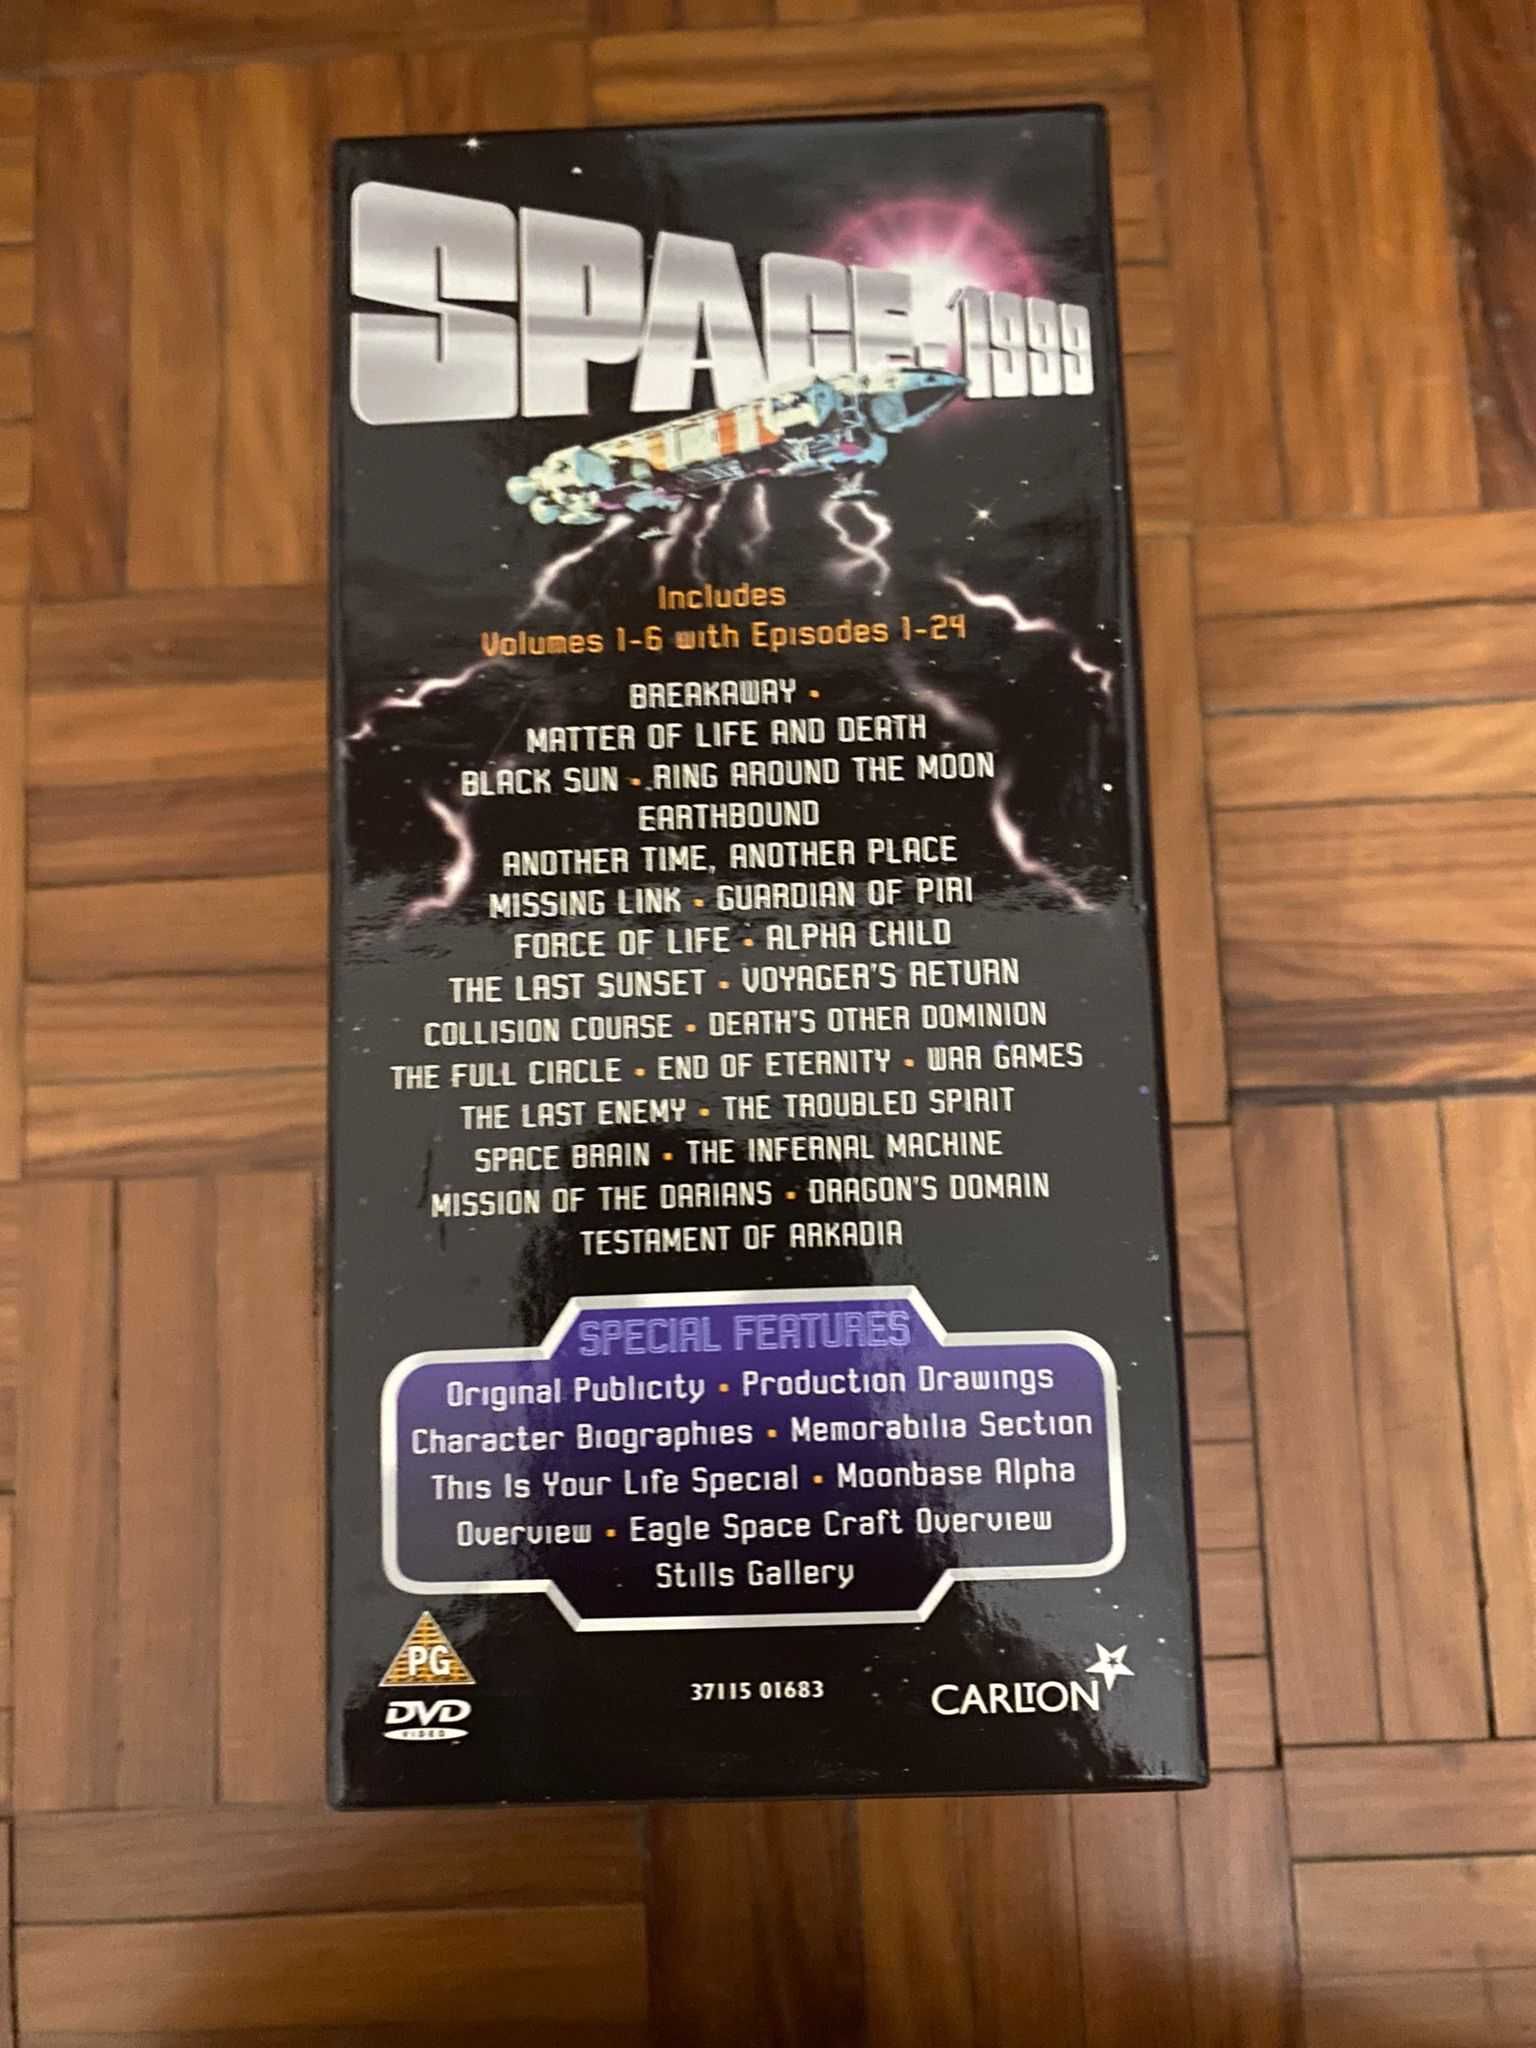 SPACE 1999
Includes
Volumes 1-6 with Episodes 1-24
BREAKAWAY •
MATTER OF LIFE AND DEATH
BLACK SUN • RING AROUND THE MOON
EARTHBOUND
ANOTHER TIME, ANOTHER PLACE
MISSING LINK • GUARDIAN OF PIRI
FORCE OF LIFE • ALPHA CHILD
THE LAST SUNSET • VOYAGER'S RETURN
COLLISION COURSE • DEATH'S OTHER DOMINION
THE FULL CIRCLE • END OF ETERNITY • WAR GAMES
THE LAST ENEMY • THE TROUBLED SPIRIT
SPACE BRAIN • THE INFERNAL MACHINE
MISSION OF THE DARIANS • DRAGON'S DOMAIN
TESTAMENT OF ARKADIA
SPECIAL FEATURES
Original Publicity • Production Drawings
Character Biographies • Memorabilia Section
This Is Your Life Special • Moonbase Alpha
Overview • Eagle Space Craft Overview
Stills Gallery
PG
DVD
VIDEO
37115 01683
CARLTON